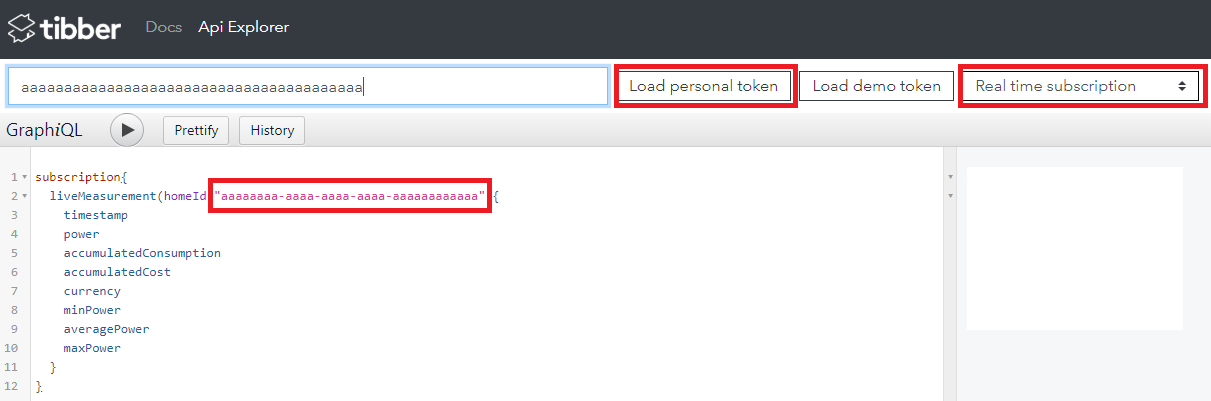 tibber Docs Api Explorer
aaaaaaaaaaaaaaaaaaaaaaaaaaaaaaaaaaaaaaaa Load personal token Load demo token Real time subscription
GraphiQL Prettify History
1 subscription{
2 liveMeasurement(homeId "aaaaaaaa-aaaa-aaaa-aaaa-aaaaaaaaaaaa" {
3 timestamp
4 power
5 accumulatedConsumption
6 accumulatedCost
7 currency
8 minPower
9 averagePower
10 maxPower
11 }
12 }